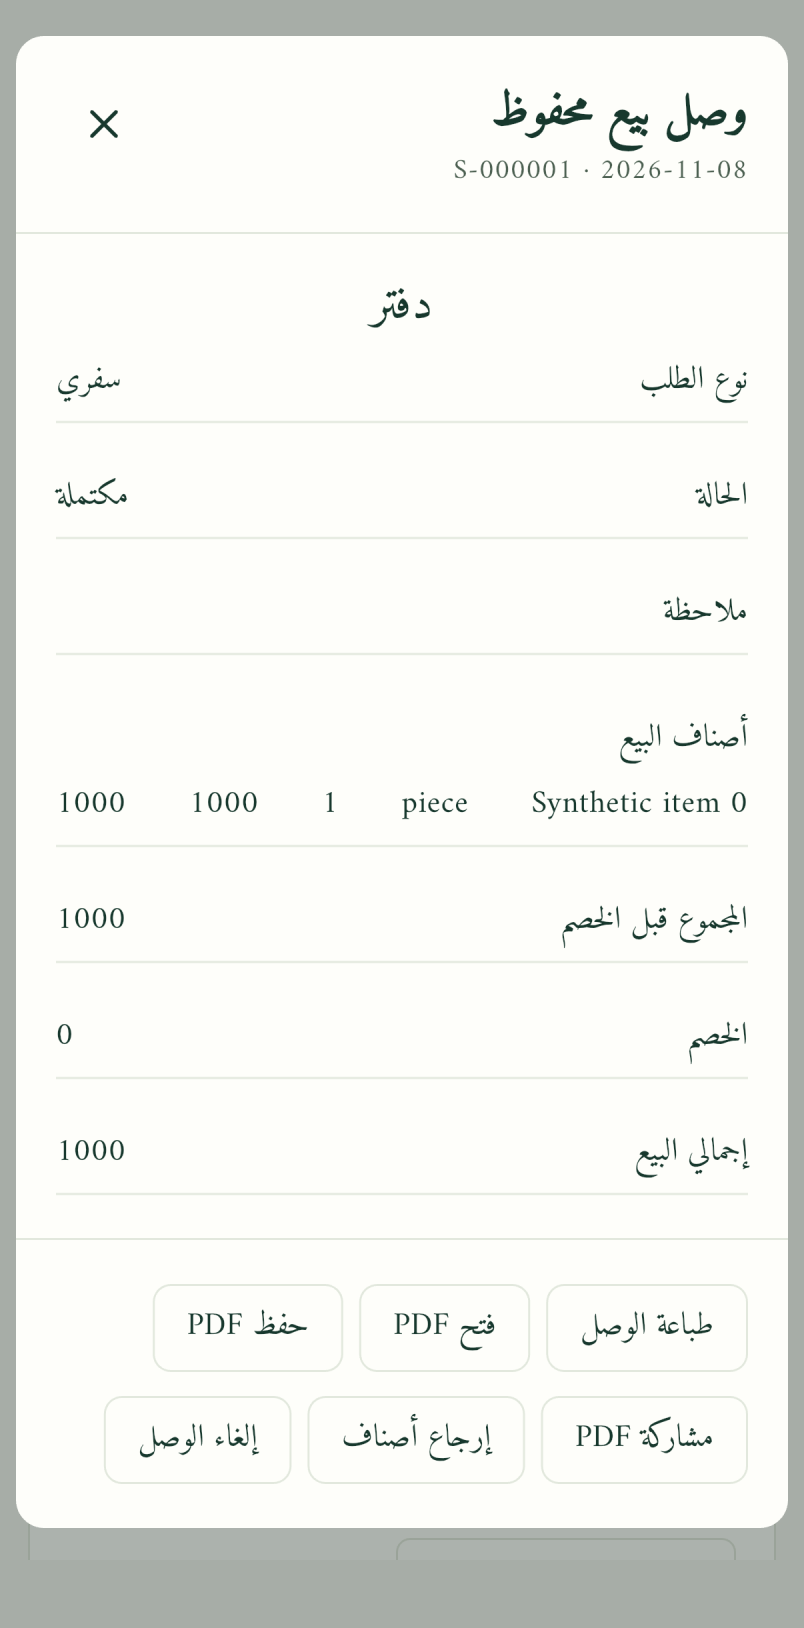 وصل بيع محفوظ
S-000001 · 2026-11-08
دفتر
نوع الطلب سفري
الحالة مكتملة
ملاحظة
أصناف البيع
Synthetic item 0 piece 1 1000 1000
المجموع قبل الخصم 1000
الخصم 0
إجمالي البيع 1000
طباعة الوصل فتح PDF حفظ PDF
مشاركة PDF إرجاع أصناف إلغاء الوصل